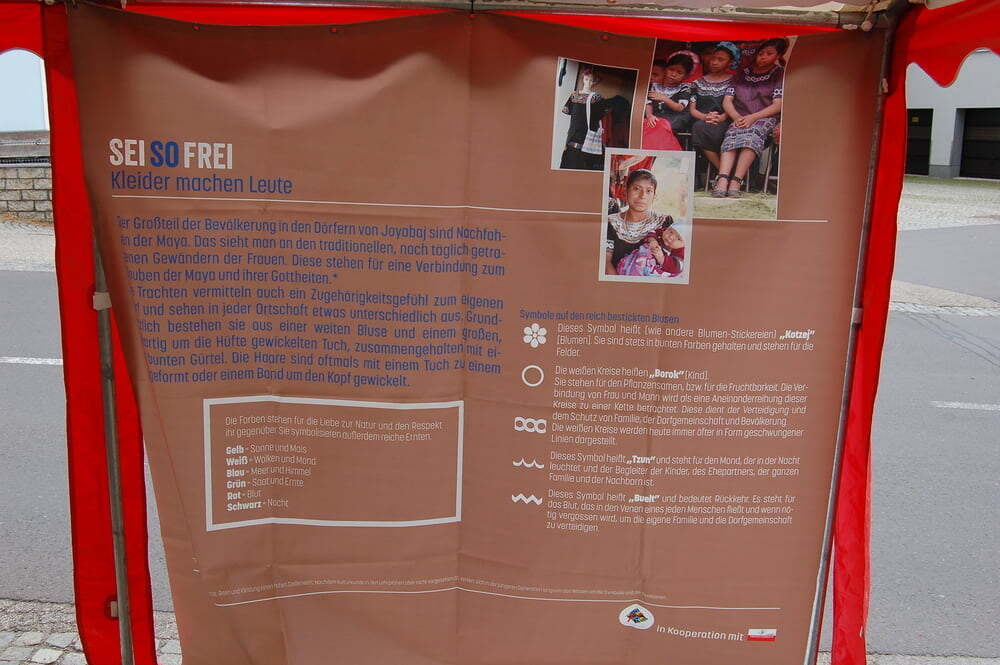 SEI SO FREI
Kleider machen Leute
Der Großteil der Bevölkerung in den Dörfern von Joyabaj sind Nachfoh-
der Maya. Das sieht man an den traditionellen, noch täglich getra-
Gewändern der Frauen. Diese stehen für eine Verbindung zum
der Maya und ihrer Gottheiten.*
Trachten vermitteln auch ein Zugehörigkeitsgefühl zum eigenen
und sehen in jeder Ortschaft etwas unterschiedlich aus. Grund-
bestehen sie aus einer weiten Bluse und einem großen,
um die Hüfte gewickelten Tuch, zusammengehalten mit ei-
bunten Gürtel. Die Haare sind oftmals mit einem Tuch zu einem
geformt oder einem Band um den Kopf gewickelt.
Die Farben stehen für die Liebe zur Natur und den Respekt
ihr gegenüber. Sie symbolisieren außerdem reiche Ernten.
Gelb - Sonne und Mais
Weiß - Wolken und Mond
Blau - Meer und Himmel
Grün - Saat und Ernte
Rot - Blut
Schwarz - Nacht
Symbole auf den reich bestickten Blusen
Dieses Symbol heißt (wie andere Blumen-Stickereien) „Kotzej"
(Blumen). Sie sind stets in bunten Farben gehalten und stehen für die
Felder.
Die weißen Kreise heißen „Borok" (Kind).
Sie stehen für den Pflanzensamen, bzw. für die Fruchtbarkeit. Die Ver-
bindung von Frau und Mann wird als eine Aneinanderreihung dieser
Kreise zu einer Kette betrachtet. Diese dient der Verteidigung und
dem Schutz von Familie, der Dorfgemeinschaft und Bevölkerung.
Die weißen Kreise werden heute immer öfter in Form geschwungener
Linien dargestellt.
Dieses Symbol heißt „Tzun" und steht für den Mond, der in der Nacht
leuchtet und der Begleiter der Kinder, des Ehepartners, der ganzen
Familie und der Nachbarn ist.
Dieses Symbol heißt „Buelt" und bedeutet Rückkehr. Es steht für
das Blut, das in den Venen eines jeden Menschen fließt und wenn nö-
tig vergossen wird, um die eigene Familie und die Dorfgemeinschaft
zu verteidigen.
In Kooperation mit